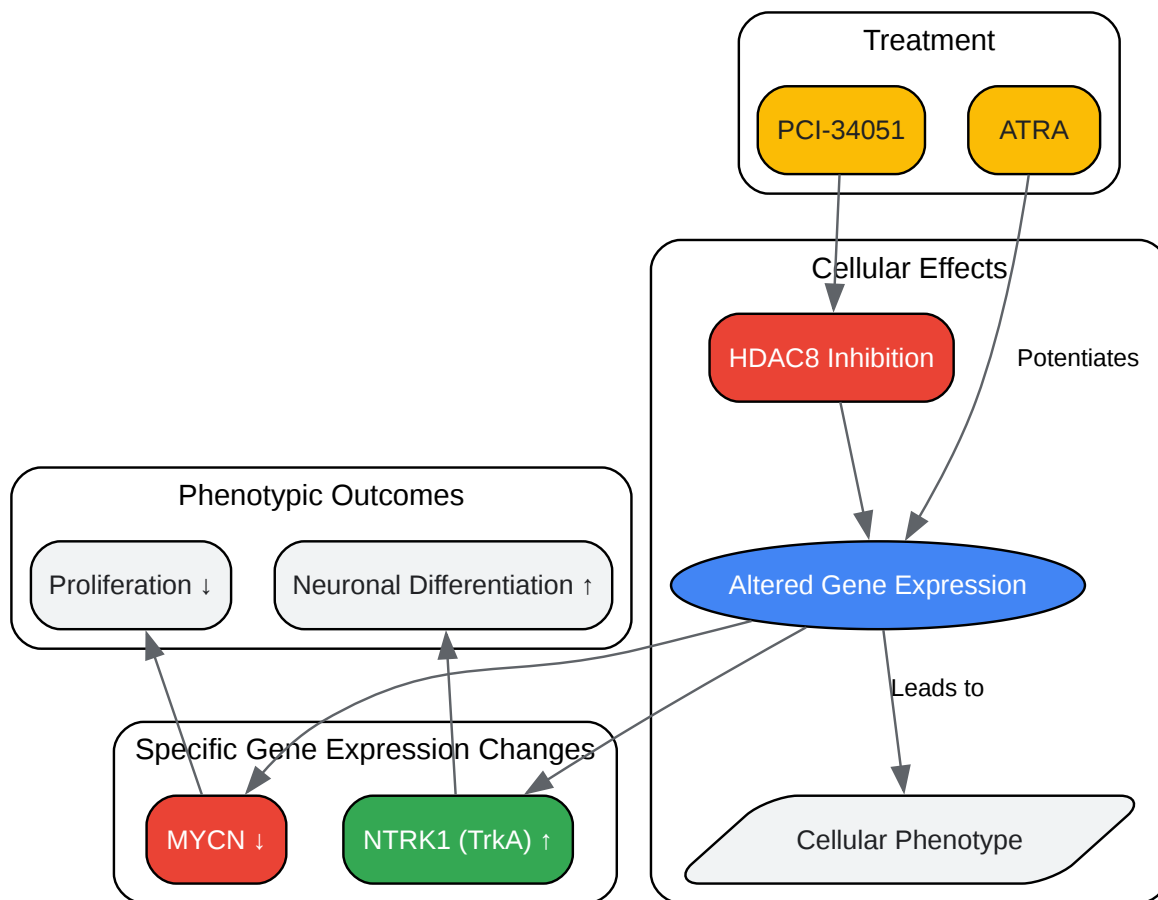 Treatment
PCI-34051
ATRA
Cellular Effects
HDAC8 Inhibition
Potentiates
Phenotypic Outcomes
Proliferation ↓
Neuronal Differentiation ↑
Altered Gene Expression
Leads to
Specific Gene Expression Changes
MYCN ↓
NTRK1 (TrkA) ↑
Cellular Phenotype